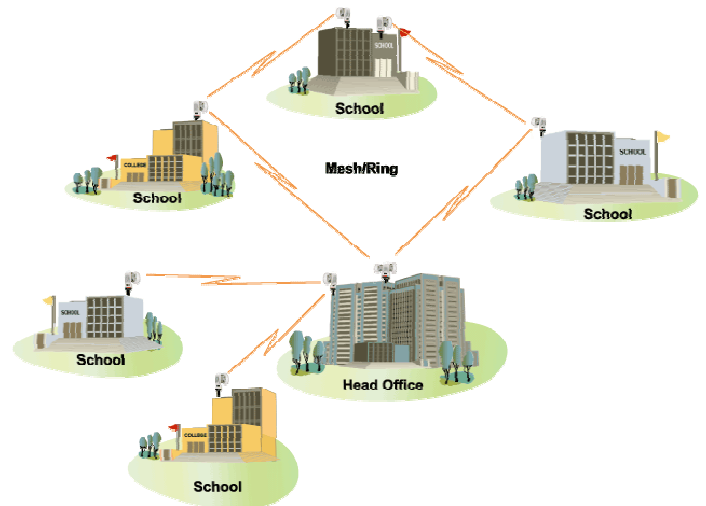 SCHOOL
School
COLLEGE
School
Mesh/Ring
SCHOOL
School
SCHOOL
School
Head Office
COLLEGE
School